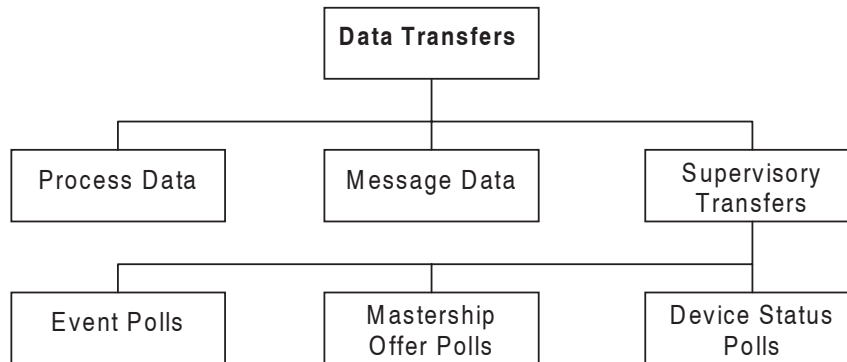 Data Transfers
Process Data
Message Data
Supervisory
Transfers
Event Polls
Mastership
Offer Polls
Device Status
Polls